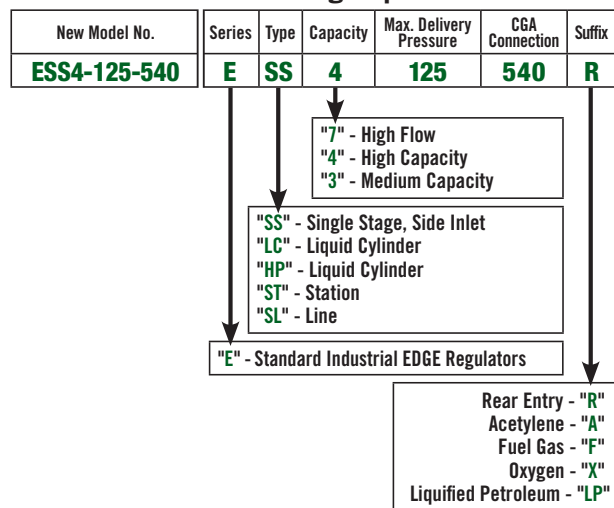 New Model No. Series Type Capacity Max. Delivery Pressure CGA Connection Suffix
ESS4-125-540 E SS 4 125 540 R
"7" - High Flow
"4" - High Capacity
"3" - Medium Capacity
"SS" - Single Stage, Side Inlet
"LC" - Liquid Cylinder
"HP" - Liquid Cylinder
"ST" - Station
"SL" - Line
"E" - Standard Industrial EDGE Regulators
Rear Entry - "R"
Acetylene - "A"
Fuel Gas - "F"
Oxygen - "X"
Liquified Petroleum - "LP"